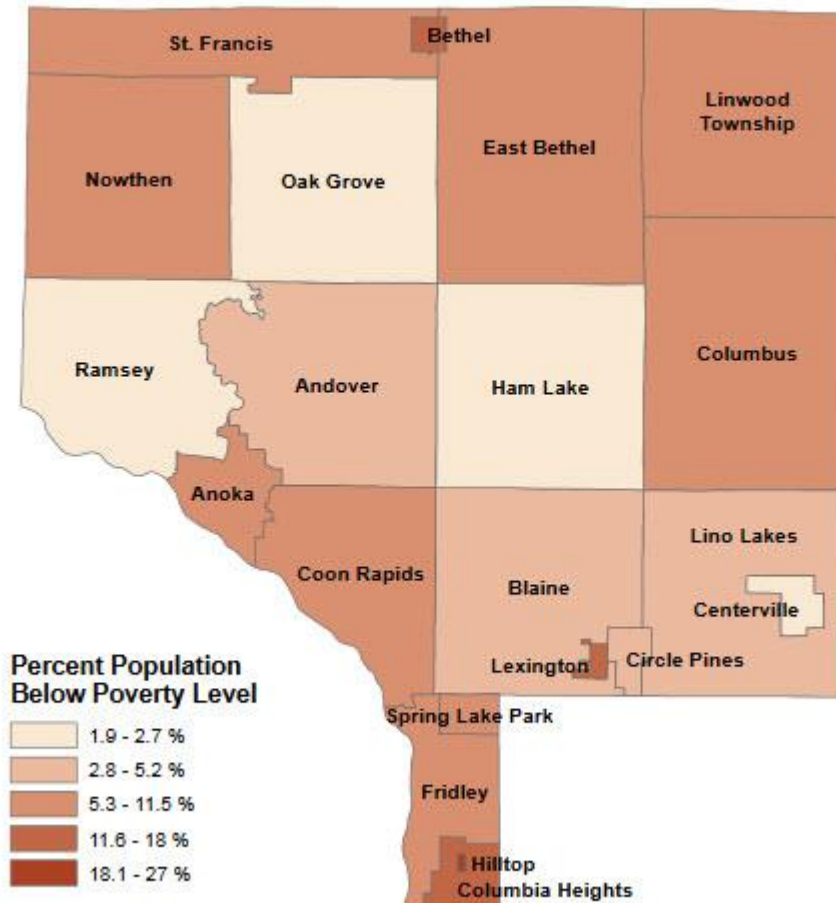 St. Francis
Bethel
Linwood
Township
East Bethel
Nowthen
Oak Grove
Ramsey
Andover
Ham Lake
Columbus
Anoka
Coon Rapids
Blaine
Lino Lakes
Centerville
Lexington
Circle Pines
Spring Lake Park
Fridley
Hilltop
Columbia Heights
Percent Population
Below Poverty Level
1.9 - 2.7 %
2.8 - 5.2 %
5.3 - 11.5 %
11.6 - 18 %
18.1 - 27 %